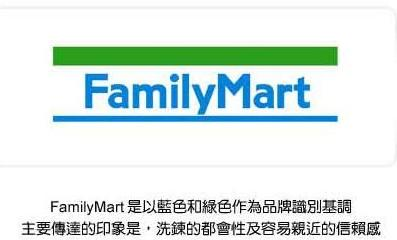 FamilyMart
FamilyMart 是以藍色和綠色作為品牌識別基調
主要傳達的印象是，洗鍊的都會性及容易親近的信賴感